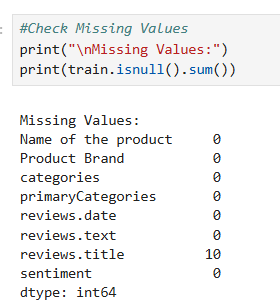 #Check Missing Values
print("\nMissing Values:")
print(train.isnull().sum())
Missing Values:
Name of the product     0
Product Brand           0
categories              0
primaryCategories       0
reviews.date            0
reviews.text            0
reviews.title          10
sentiment               0
dtype: int64